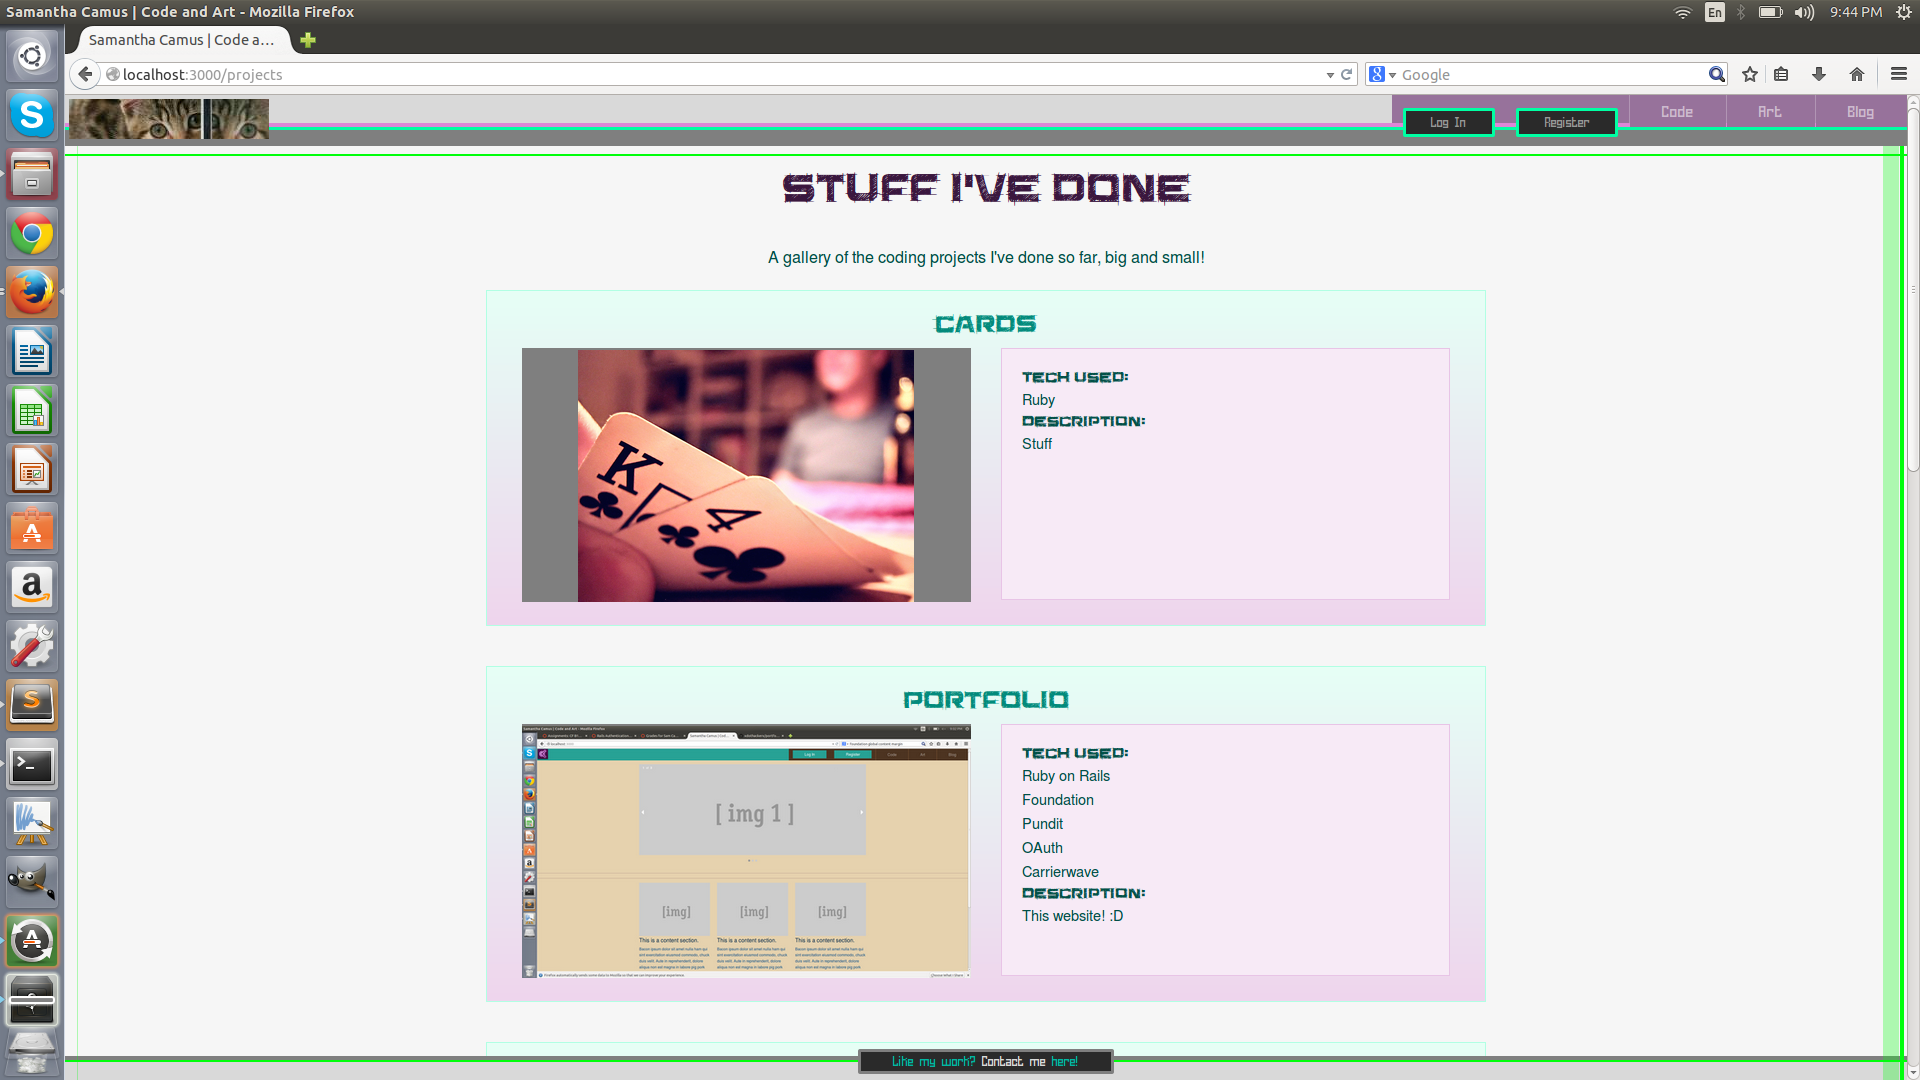 Samantha Camus | Code and Art - Mozilla Firefox
En
9:44 PM
Samantha Camus | Code a...
localhost:3000/projects
Google
Log In
Register
Code
Art
Blog
STUFF I'VE DONE
A gallery of the coding projects I've done so far, big and small!
CARDS
K
4
TECH USED:
Ruby
DESCRIPTION:
Stuff
PORTFOLIO
[ img 1 ]
[img]
[img]
[img]
This is a content section.
This is a content section.
This is a content section.
TECH USED:
Ruby on Rails
Foundation
Pundit
OAuth
Carrierwave
DESCRIPTION:
This website! :D
Like my work? Contact me here!